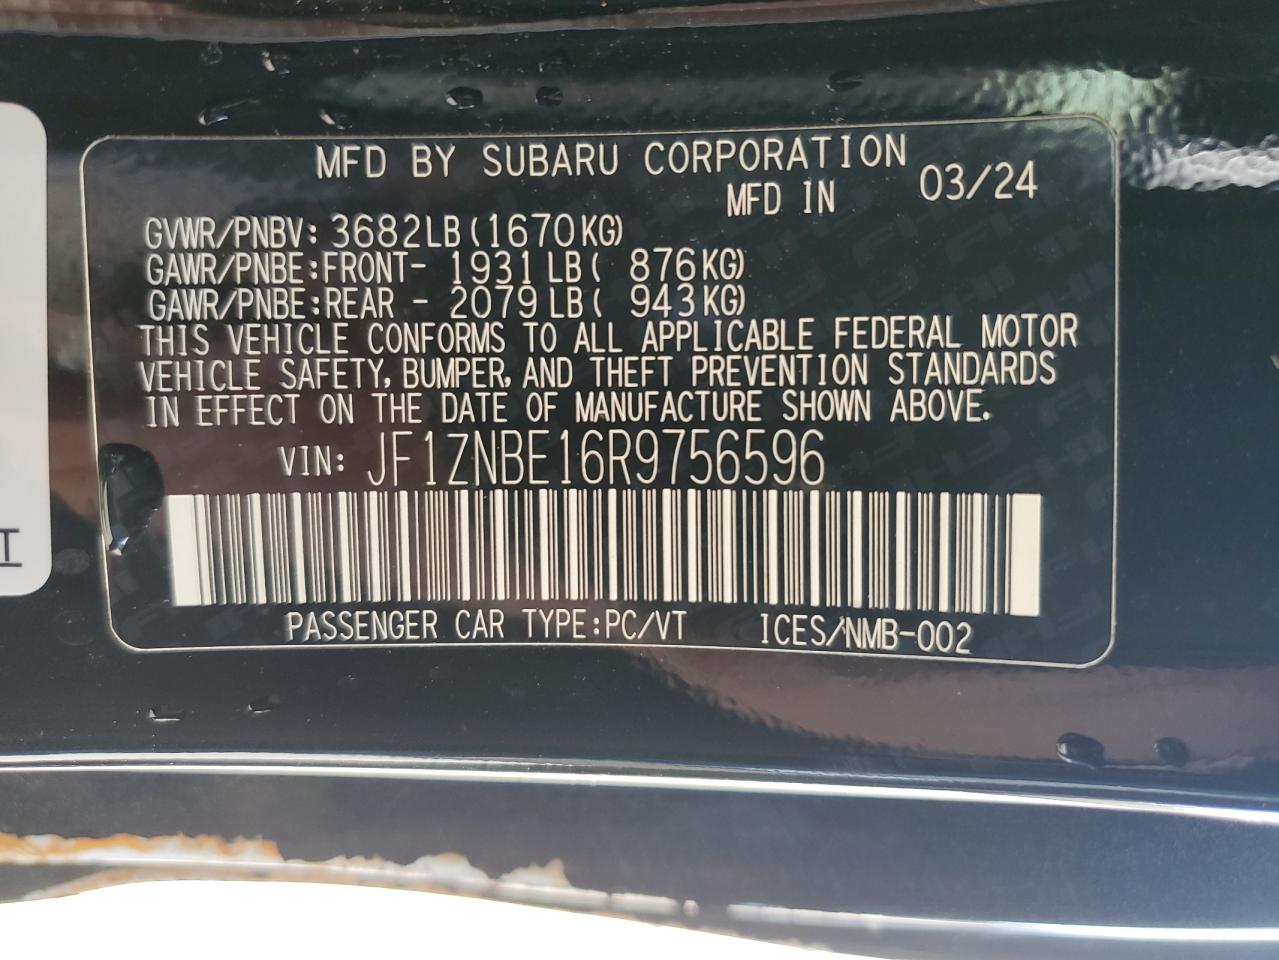 MFD BY SUBARU CORPORATION
MFD IN 03/24
GVWR/PNBV: 3682LB(1670KG)
GAWR/PNBE:FRONT- 1931LB( 876KG)
GAWR/PNBE:REAR - 2079LB( 943KG)
THIS VEHICLE CONFORMS TO ALL APPLICABLE FEDERAL MOTOR
VEHICLE SAFETY, BUMPER, AND THEFT PREVENTION STANDARDS
IN EFFECT ON THE DATE OF MANUFACTURE SHOWN ABOVE.
VIN: JF1ZNBE16R9756596
PASSENGER CAR TYPE:PC/VT ICES/NMB-002